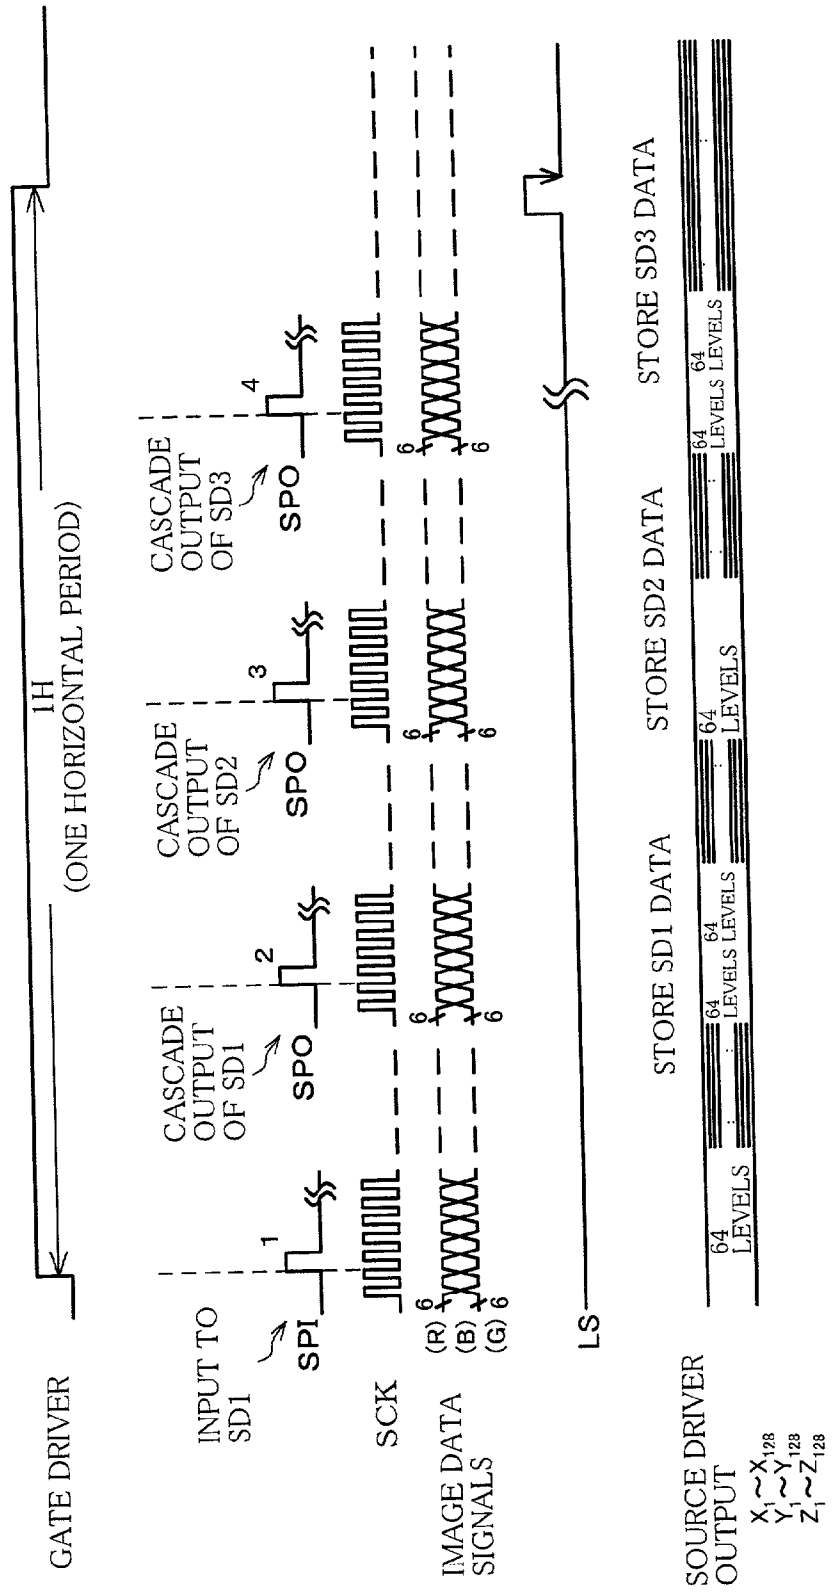 GATE DRIVER
1H
(ONE HORIZONTAL PERIOD)
INPUT TO
SD1
SPI
1
CASCADE
OUTPUT
OF SD1
SPO
2
CASCADE
OUTPUT
OF SD2
SPO
3
CASCADE
OUTPUT
OF SD3
SPO
4
SCK
IMAGE DATA
SIGNALS
(R)
(B)
(G)
6
6
6
6
6
6
6
6
LS
STORE SD1 DATA
STORE SD2 DATA
STORE SD3 DATA
SOURCE DRIVER
OUTPUT
X₁~X₁₂₈
Y₁~Y₁₂₈
Z₁~Z₁₂₈
64
LEVELS
64
LEVELS
64
LEVELS
64
LEVELS
64
LEVELS
64
LEVELS